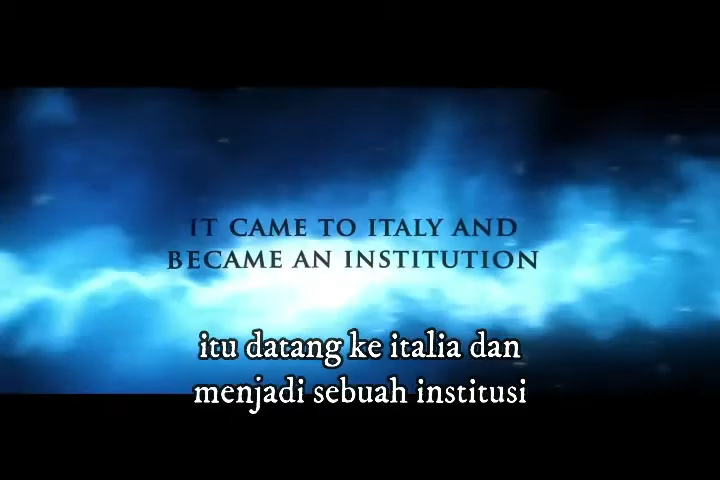 IT CAME TO ITALY AND
BECAME AN INSTITUTION
itu datang ke italia dan
menjadi sebuah institusi